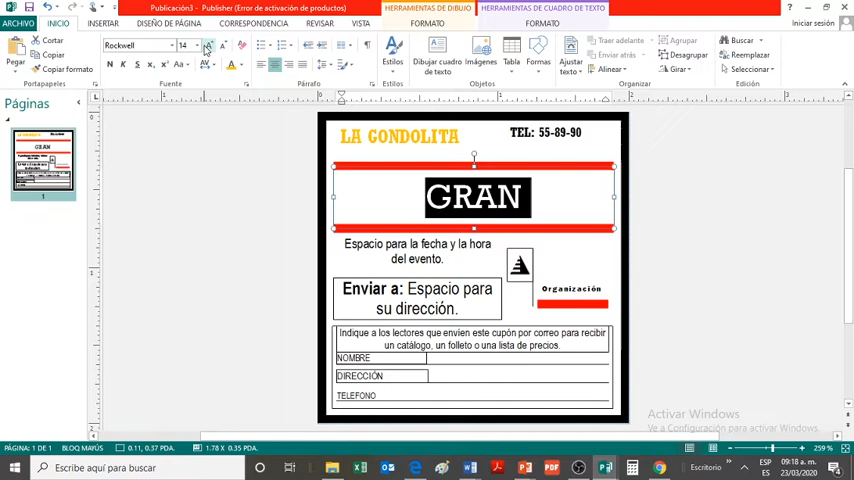 Publicación3 - Publisher (Error de activación de productos)
HERRAMIENTAS DE DIBUJO
HERRAMIENTAS DE CUADRO DE TEXTO
ARCHIVO INICIO INSERTAR DISEÑO DE PÁGINA CORRESPONDENCIA REVISAR VISTA FORMATO FORMATO Iniciar sesión
Pegar
Cortar
Copiar
Copiar formato
Portapapeles
Rockwell 14
N K S
Fuente
Párrafo
Estilos
Estilos
Dibujar cuadro de texto
Imágenes
Tabla
Formas
Objetos
Ajustar texto
Traer adelante
Enviar atrás
Alinear
Agrupar
Desagrupar
Girar
Organizar
Buscar
Reemplazar
Seleccionar
Edición
Páginas
1
LA GONDOLITA
TEL: 55-89-90
GRAN
Espacio para la fecha y la hora
del evento.
Organización
Enviar a: Espacio para
su dirección.
Indique a los lectores que envien este cupón por correo para recibir
un catálogo, un folleto o una lista de precios.
NOMBRE
DIRECCIÓN
TELEFONO
Activar Windows
Ve a Configuración para activar Windows.
PÁGINA: 1 DE 1 BLOQ MAYÚS 0.11, 0.37 PDA. 1.78 X 0.35 PDA. 259 %
Escribe aquí para buscar
Escritorio
ESP
ES
09:18 a. m.
23/03/2020